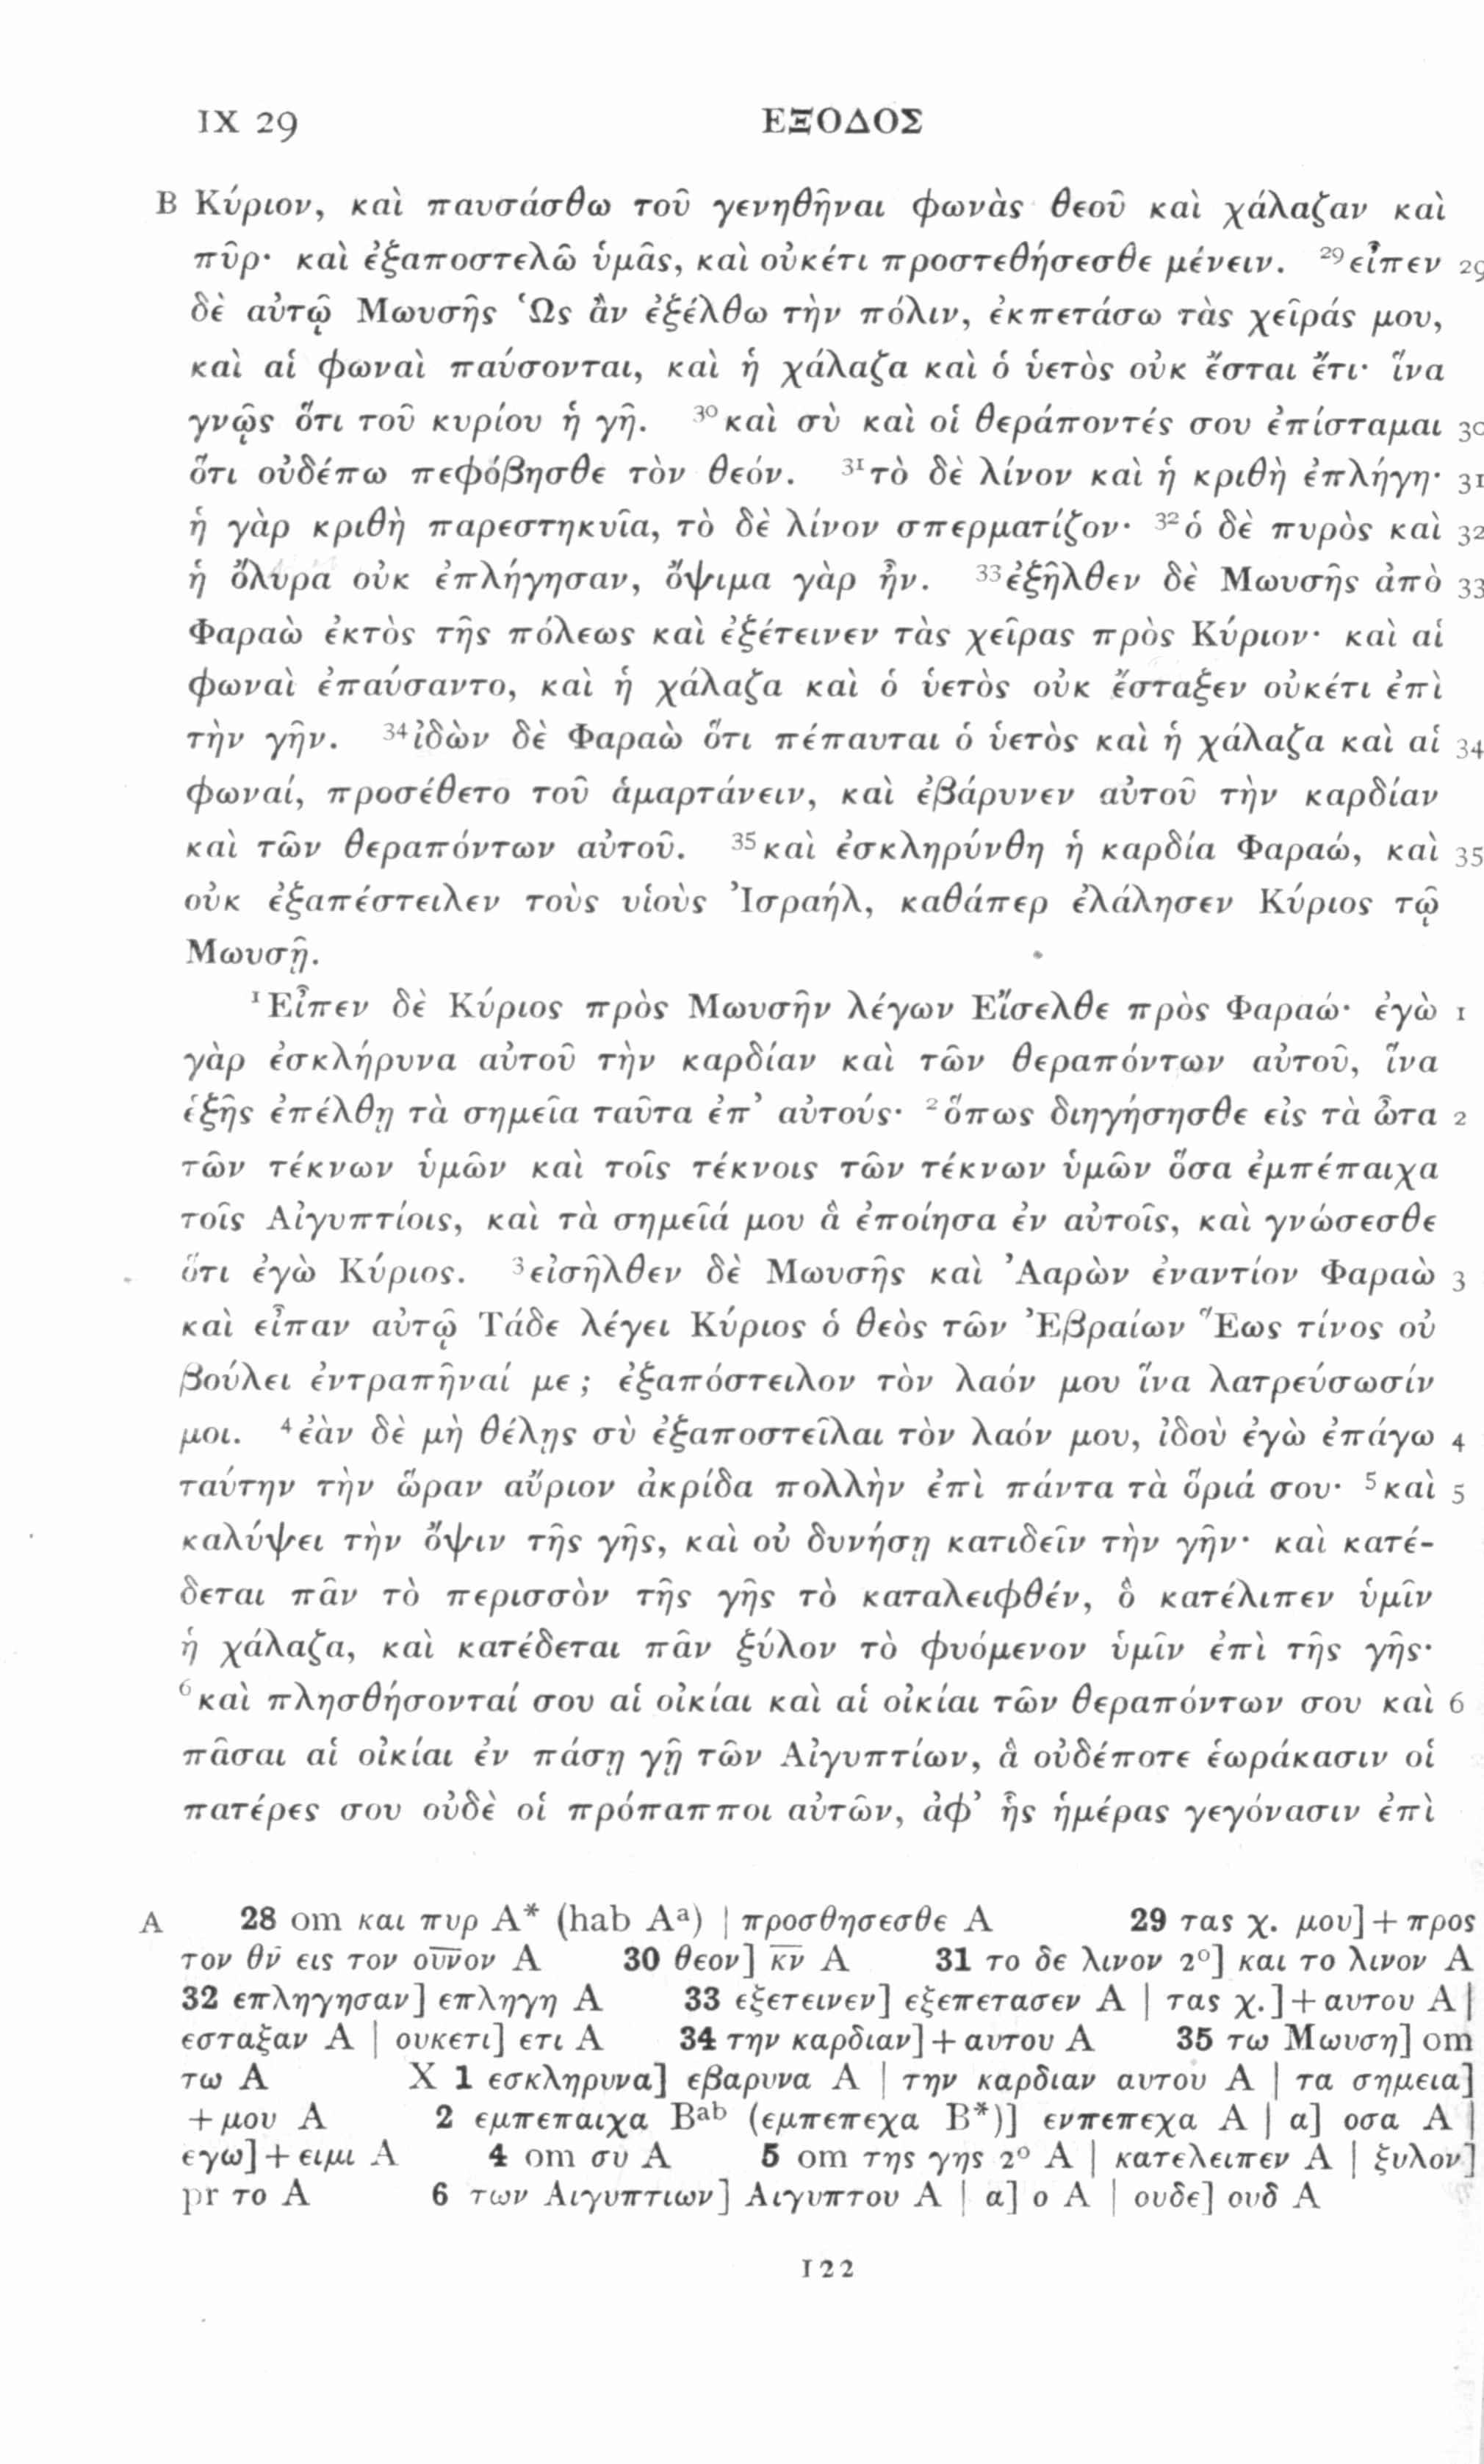 IX 29 ΕΞΟΔΟΣ
B Κύριον, καὶ παυσάσθω τοῦ γενηθῆναι φωνὰς θεοῦ καὶ χάλαζαν καὶ
πῦρ· καὶ ἐξαποστελῶ ὑμᾶς, καὶ οὐκέτι προστεθήσεσθε μένειν. ²⁹εἶπεν 29
δὲ αὐτῷ Μωυσῆς Ὡς ἂν ἐξέλθω τὴν πόλιν, ἐκπετάσω τὰς χεῖράς μου,
καὶ αἱ φωναὶ παύσονται, καὶ ἡ χάλαζα καὶ ὁ ὑετὸς οὐκ ἔσται ἔτι· ἵνα
γνῷς ὅτι τοῦ κυρίου ἡ γῆ. ³⁰καὶ σὺ καὶ οἱ θεράποντές σου ἐπίσταμαι 30
ὅτι οὐδέπω πεφόβησθε τὸν θεόν. ³¹τὸ δὲ λίνον καὶ ἡ κριθὴ ἐπλήγη· 31
ἡ γὰρ κριθὴ παρεστηκυῖα, τὸ δὲ λίνον σπερματίζον· ³²ὁ δὲ πυρὸς καὶ 32
ἡ ὄλυρα οὐκ ἐπλήγησαν, ὄψιμα γὰρ ἦν. ³³ἐξῆλθεν δὲ Μωυσῆς ἀπὸ 33
Φαραὼ ἐκτὸς τῆς πόλεως καὶ ἐξέτεινεν τὰς χεῖρας πρὸς Κύριον· καὶ αἱ
φωναὶ ἐπαύσαντο, καὶ ἡ χάλαζα καὶ ὁ ὑετὸς οὐκ ἔσταξεν οὐκέτι ἐπὶ
τὴν γῆν. ³⁴ἰδὼν δὲ Φαραὼ ὅτι πέπαυται ὁ ὑετὸς καὶ ἡ χάλαζα καὶ αἱ 34
φωναί, προσέθετο τοῦ ἁμαρτάνειν, καὶ ἐβάρυνεν αὐτοῦ τὴν καρδίαν
καὶ τῶν θεραπόντων αὐτοῦ. ³⁵καὶ ἐσκληρύνθη ἡ καρδία Φαραώ, καὶ 35
οὐκ ἐξαπέστειλεν τοὺς υἱοὺς Ἰσραήλ, καθάπερ ἐλάλησεν Κύριος τῷ
Μωυσῇ.
¹Εἶπεν δὲ Κύριος πρὸς Μωυσῆν λέγων Εἴσελθε πρὸς Φαραώ· ἐγὼ 1
γὰρ ἐσκλήρυνα αὐτοῦ τὴν καρδίαν καὶ τῶν θεραπόντων αὐτοῦ, ἵνα
ἑξῆς ἐπέλθῃ τὰ σημεῖα ταῦτα ἐπ’ αὐτούς· ²ὅπως διηγήσησθε εἰς τὰ ὦτα 2
τῶν τέκνων ὑμῶν καὶ τοῖς τέκνοις τῶν τέκνων ὑμῶν ὅσα ἐμπέπαιχα
τοῖς Αἰγυπτίοις, καὶ τὰ σημεῖά μου ἃ ἐποίησα ἐν αὐτοῖς, καὶ γνώσεσθε
ὅτι ἐγὼ Κύριος. ³εἰσῆλθεν δὲ Μωυσῆς καὶ Ἀαρὼν ἐναντίον Φαραὼ 3
καὶ εἶπαν αὐτῷ Τάδε λέγει Κύριος ὁ θεὸς τῶν Ἐβραίων Ἕως τίνος οὐ
βούλει ἐντραπῆναί με; ἐξαπόστειλον τὸν λαόν μου ἵνα λατρεύσωσίν
μοι. ⁴ἐὰν δὲ μὴ θέλῃς σὺ ἐξαποστεῖλαι τὸν λαόν μου, ἰδοὺ ἐγὼ ἐπάγω 4
ταύτην τὴν ὥραν αὔριον ἀκρίδα πολλὴν ἐπὶ πάντα τὰ ὅριά σου· ⁵καὶ 5
καλύψει τὴν ὄψιν τῆς γῆς, καὶ οὐ δυνήσῃ κατιδεῖν τὴν γῆν· καὶ κατέ-
δεται πᾶν τὸ περισσὸν τῆς γῆς τὸ καταλειφθέν, ὃ κατέλιπεν ὑμῖν
ἡ χάλαζα, καὶ κατέδεται πᾶν ξύλον τὸ φυόμενον ὑμῖν ἐπὶ τῆς γῆς·
⁶καὶ πλησθήσονταί σου αἱ οἰκίαι καὶ αἱ οἰκίαι τῶν θεραπόντων σου καὶ 6
πᾶσαι αἱ οἰκίαι ἐν πάσῃ γῇ τῶν Αἰγυπτίων, ἃ οὐδέποτε ἑωράκασιν οἱ
πατέρες σου οὐδὲ οἱ πρόπαπποι αὐτῶν, ἀφ’ ἧς ἡμέρας γεγόνασιν ἐπὶ
A 28 om και πυρ A* (hab Aᵃ) | προσθησεσθε A 29 τας χ. μου] + προς
τον θ̅ν̅ εις τον ο̅υ̅ν̅ον A 30 θεον] κ̅ν̅ A 31 το δε λινον 2º] και το λινον A
32 επληγησαν] επληγη A 33 εξετεινεν] εξεπετασεν A | τας χ.] + αυτου A |
εσταξαν A | ουκετι] ετι A 34 την καρδιαν] + αυτου A 35 τω Μωυση] om
τω A X 1 εσκληρυνα] εβαρυνα A | την καρδιαν αυτου A | τα σημεια]
+ μου A 2 εμπεπαιχα Bᵃᵇ (εμπεπεχα B*)] ενπεπεχα A | α] οσα A |
εγω] + ειμι A 4 om συ A 5 om της γης 2º A | κατελειπεν A | ξυλον]
pr το A 6 των Αιγυπτιων] Αιγυπτου A | α] ο A | ουδε] ουδ A
122